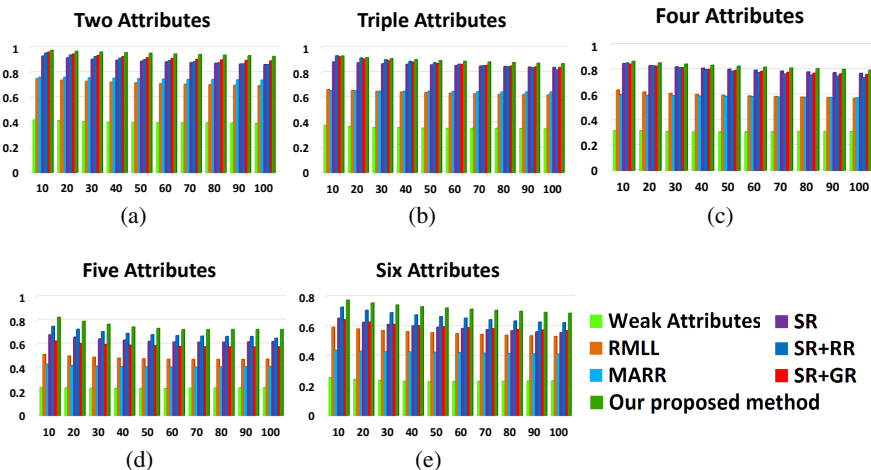 Two Attributes
1
0.8
0.6
0.4
0.2
0
10 20 30 40 50 60 70 80 90 100
(a)
Triple Attributes
1
0.8
0.6
0.4
0.2
0
10 20 30 40 50 60 70 80 90 100
(b)
Four Attributes
1
0.8
0.6
0.4
0.2
0
10 20 30 40 50 60 70 80 90 100
(c)
Five Attributes
1
0.8
0.6
0.4
0.2
0
10 20 30 40 50 60 70 80 90 100
(d)
Six Attributes
0.8
0.6
0.4
0.2
0
10 20 30 40 50 60 70 80 90 100
(e)
Weak Attributes
SR
RMLL
SR+RR
MARR
SR+GR
Our proposed method